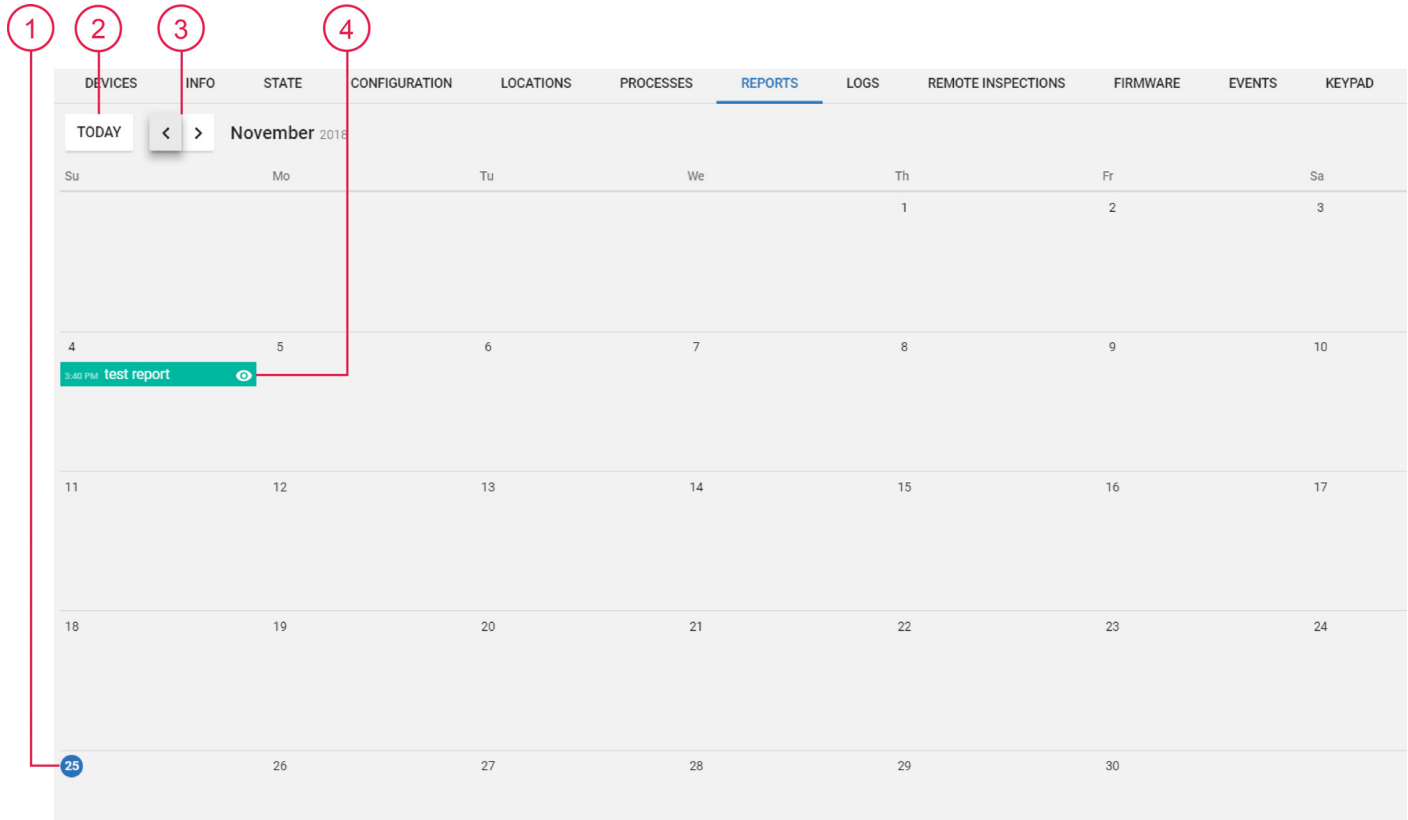 1 2 3 4
DEVICES INFO STATE CONFIGURATION LOCATIONS PROCESSES REPORTS LOGS REMOTE INSPECTIONS FIRMWARE EVENTS KEYPAD
TODAY < > November 2018
Su Mo Tu We Th Fr Sa
1 2 3
4 5 6 7 8 9 10
3:40 PM test report
11 12 13 14 15 16 17
18 19 20 21 22 23 24
25 26 27 28 29 30